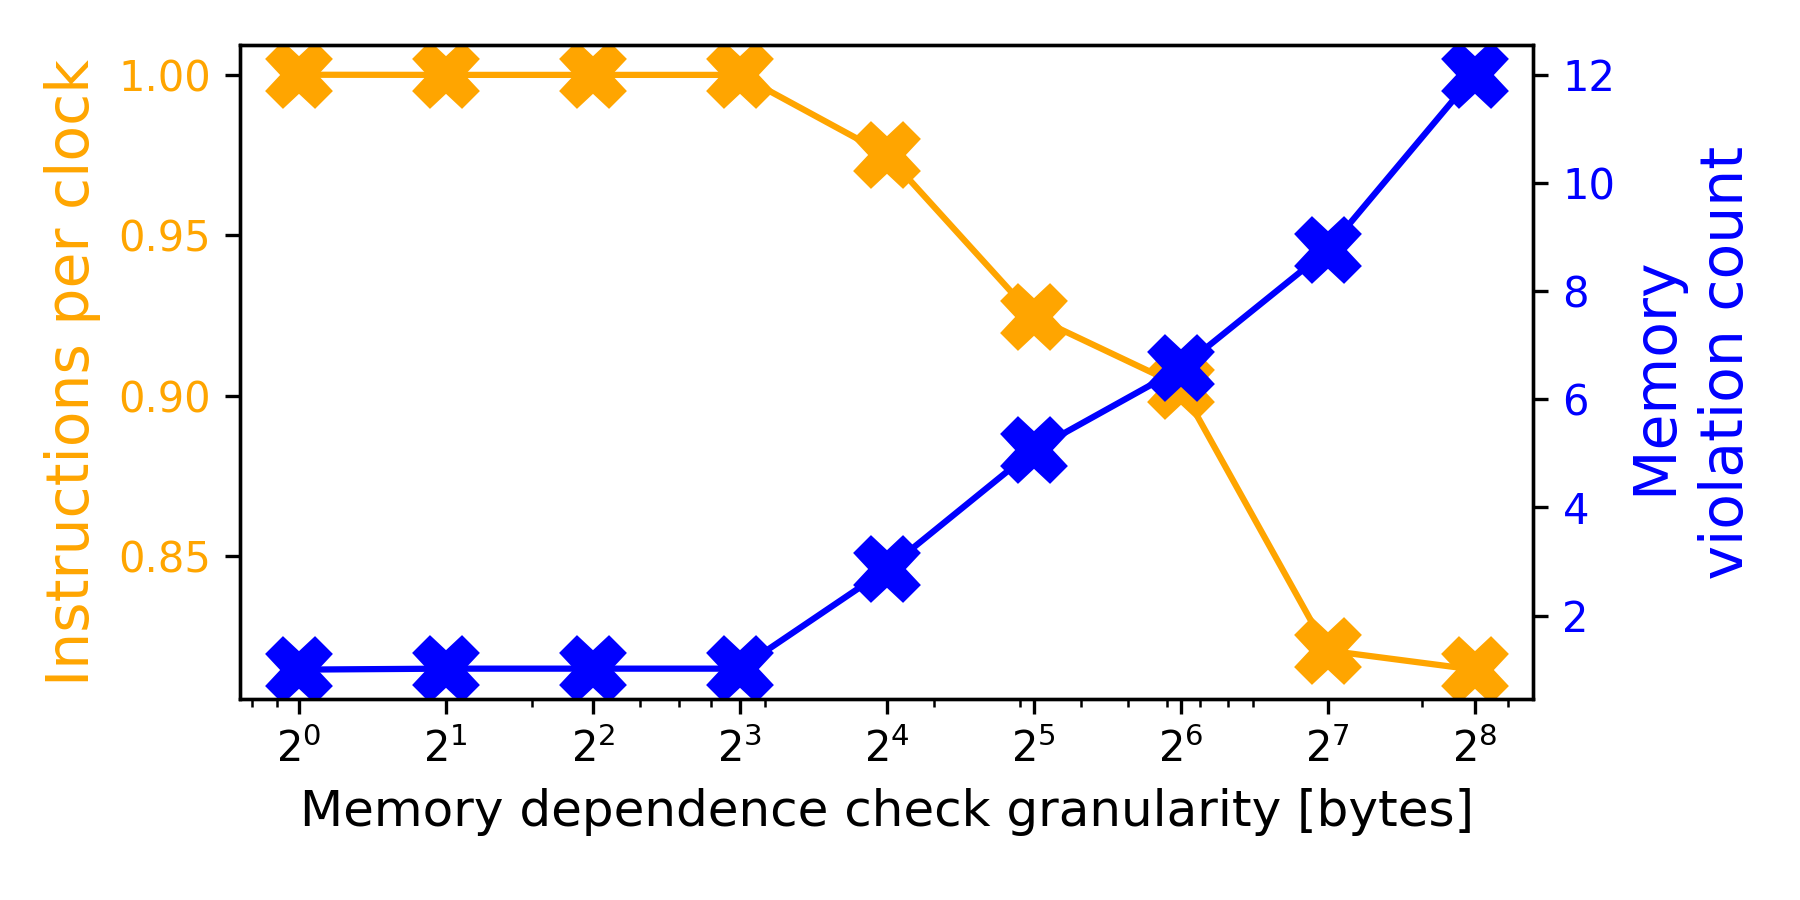 Instructions per clock
1.00
0.95
0.90
0.85
12
10
8
6
4
2
Memory
violation count
2⁰ 2¹ 2² 2³ 2⁴ 2⁵ 2⁶ 2⁷ 2⁸
Memory dependence check granularity [bytes]